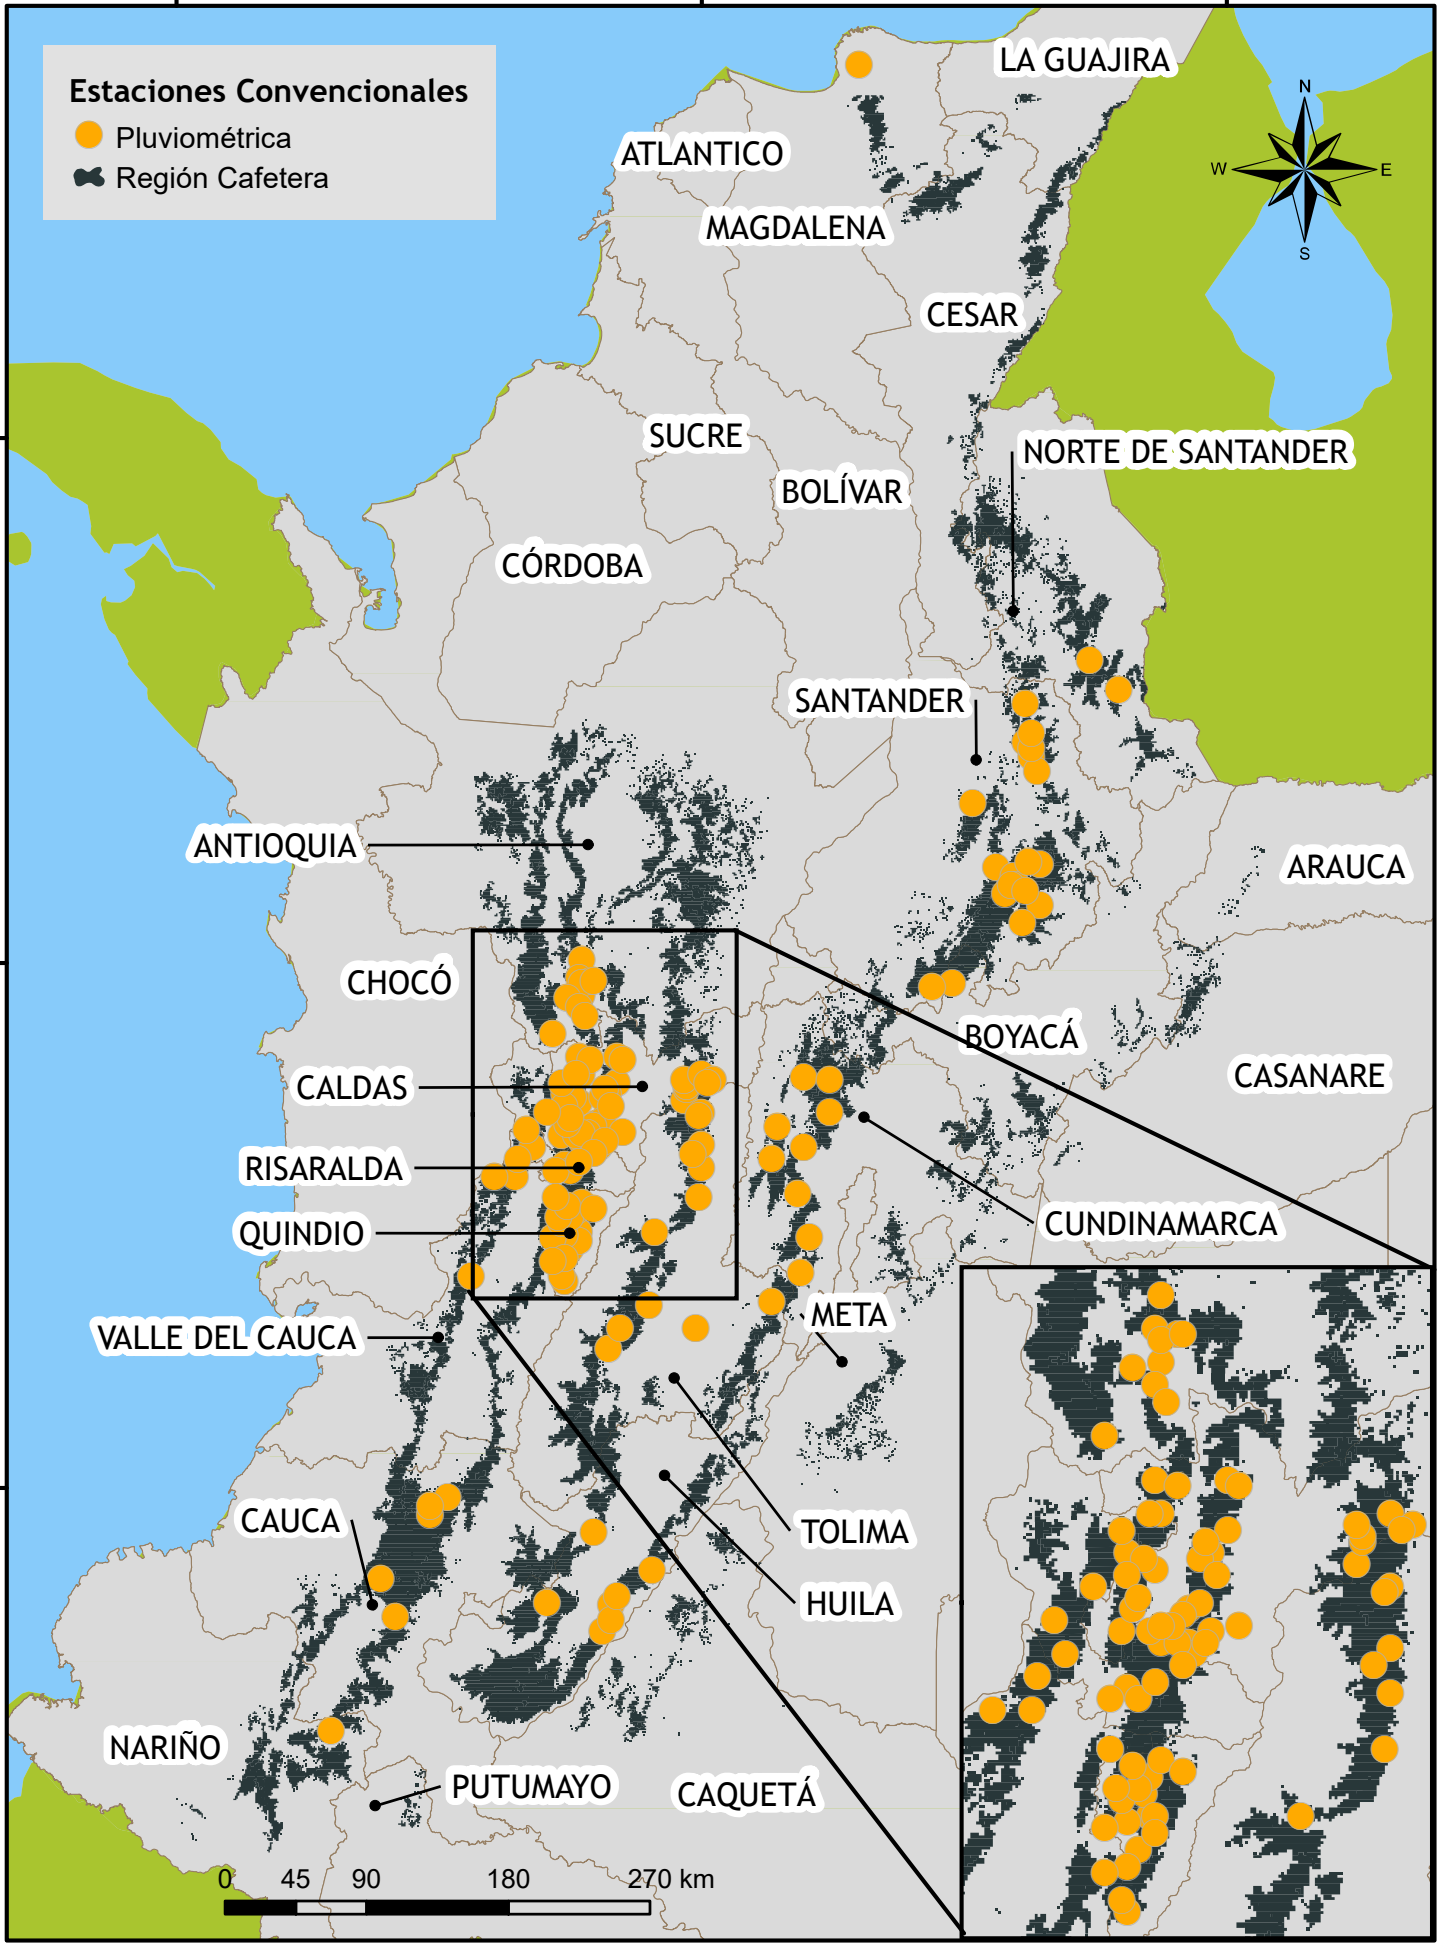 Estaciones Convencionales
Pluviométrica
Región Cafetera
LA GUAJIRA
N
W
E
S
ATLANTICO
MAGDALENA
CESAR
SUCRE
NORTE DE SANTANDER
BOLÍVAR
CÓRDOBA
SANTANDER
ANTIOQUIA
ARAUCA
CHOCÓ
BOYACÁ
CASANARE
CALDAS
RISARALDA
QUINDIO
CUNDINAMARCA
META
VALLE DEL CAUCA
CAUCA
TOLIMA
HUILA
NARIÑO
PUTUMAYO
CAQUETÁ
0 45 90 180 270 km